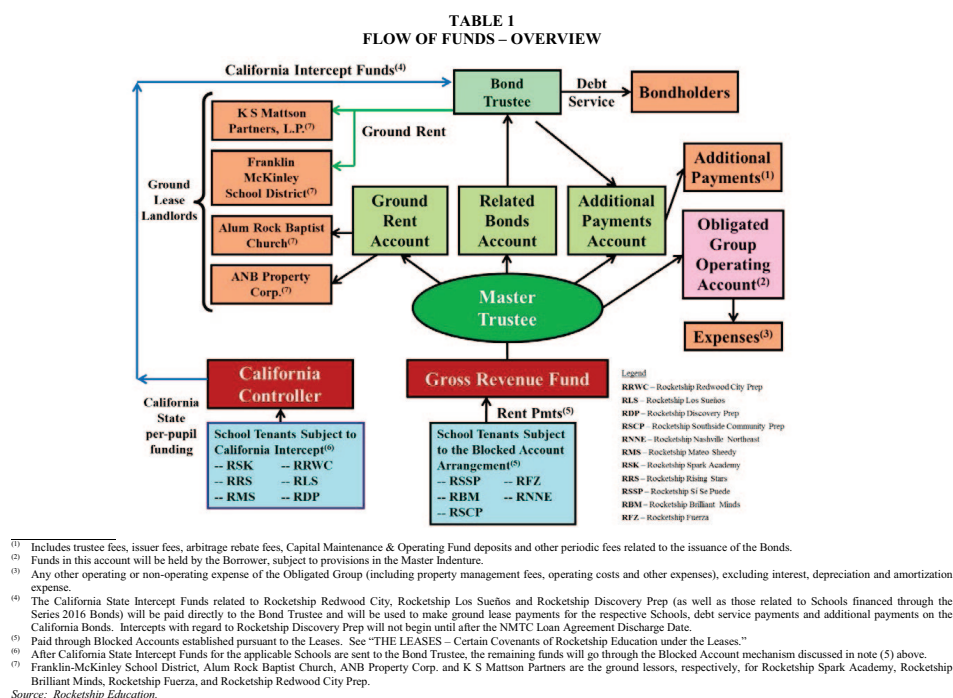 TABLE 1
FLOW OF FUNDS – OVERVIEW
California Intercept Funds(4)
Bond
Trustee
Debt
Service
Bondholders
K S Mattson
Partners, L.P.(7)
Ground Rent
Franklin
McKinley
School District(7)
Ground
Lease
Landlords
Alum Rock Baptist
Church(7)
ANB Property
Corp.(7)
Ground
Rent
Account
Related
Bonds
Account
Additional
Payments
Account
Additional
Payments(1)
Obligated
Group
Operating
Account(2)
Expenses(3)
Master
Trustee
California
Controller
Gross Revenue Fund
California
State
per-pupil
funding
Rent Pmts(5)
School Tenants Subject to
California Intercept(6)
-- RSK -- RRWC
-- RRS -- RLS
-- RMS -- RDP
School Tenants Subject
to the Blocked Account
Arrangement(5)
-- RSSP -- RFZ
-- RBM -- RNNE
-- RSCP
Legend
RRWC – Rocketship Redwood City Prep
RLS – Rocketship Los Sueños
RDP – Rocketship Discovery Prep
RSCP – Rocketship Southside Community Prep
RNNE – Rocketship Nashville Northeast
RMS – Rocketship Mateo Sheedy
RSK – Rocketship Spark Academy
RRS – Rocketship Rising Stars
RSSP – Rocketship Si Se Puede
RBM – Rocketship Brilliant Minds
RFZ – Rocketship Fuerza
(1) Includes trustee fees, issuer fees, arbitrage rebate fees, Capital Maintenance & Operating Fund deposits and other periodic fees related to the issuance of the Bonds.
(2) Funds in this account will be held by the Borrower, subject to provisions in the Master Indenture.
(3) Any other operating or non-operating expense of the Obligated Group (including property management fees, operating costs and other expenses), excluding interest, depreciation and amortization
expense.
(4) The California State Intercept Funds related to Rocketship Redwood City, Rocketship Los Sueños and Rocketship Discovery Prep (as well as those related to Schools financed through the
Series 2016 Bonds) will be paid directly to the Bond Trustee and will be used to make ground lease payments for the respective Schools, debt service payments and additional payments on the
California Bonds. Intercepts with regard to Rocketship Discovery Prep will not begin until after the NMTC Loan Agreement Discharge Date.
(5) Paid through Blocked Accounts established pursuant to the Leases. See “THE LEASES – Certain Covenants of Rocketship Education under the Leases.”
(6) After California State Intercept Funds for the applicable Schools are sent to the Bond Trustee, the remaining funds will go through the Blocked Account mechanism discussed in note (5) above.
(7) Franklin-McKinley School District, Alum Rock Baptist Church, ANB Property Corp. and K S Mattson Partners are the ground lessors, respectively, for Rocketship Spark Academy, Rocketship
Brilliant Minds, Rocketship Fuerza, and Rocketship Redwood City Prep.
Source: Rocketship Education.